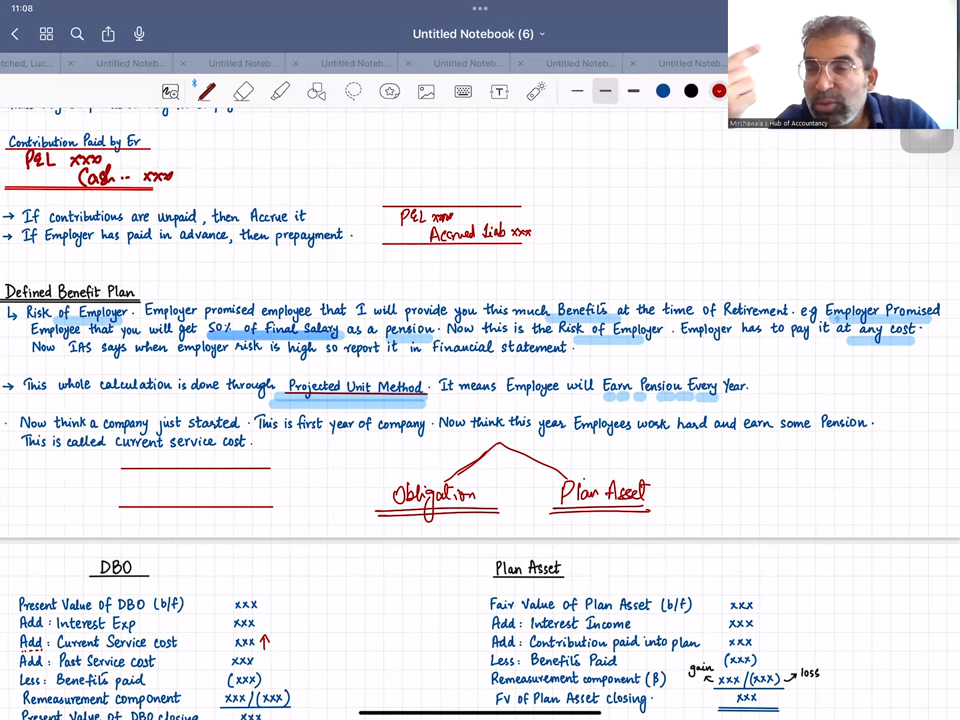 11:08
Untitled Notebook (6)
etched, Luc...
Untitled Noteb...
Untitled Noteb...
Untitled Noteb...
Untitled Noteb...
Untitled Noteb...
Untitled Noteb...
Mirchawala's Hub of Accountancy
Contribution Paid by Er
P&L xxx
Cash.. xxx
→ If contributions are unpaid, then Accrue it
→ If Employer has paid in advance, then prepayment.
P&L xxx
Accrued Liab xxx
Defined Benefit Plan
↳ Risk of Employer. Employer promised employee that I will provide you this much Benefits at the time of Retirement. e.g Employer Promised
Employee that you will get 50% of Final Salary as a pension. Now this is the Risk of Employer. Employer has to pay it at any cost.
Now IAS says when employer risk is high so report it in Financial statement.
→ This whole calculation is done through Projected Unit Method. It means Employee will Earn Pension Every Year.
· Now think a company just started. This is first year of company. Now think this year Employees work hard and earn some Pension.
This is called current service cost.
Obligation
Plan Asset
DBO
Present Value of DBO (b/f) xxx
Add: Interest Exp xxx
Add: Current Service cost xxx ↑
Add: Past Service cost xxx
Less: Benefits paid (xxx)
Remeasurement component xxx/(xxx)
Present Value of DBO closing xxx
Plan Asset
Fair Value of Plan Asset (b/f) xxx
Add: Interest Income xxx
Add: Contribution paid into plan xxx
Less: Benefits Paid (xxx)
Remeasurement component (β) gain ← xxx/(xxx) → loss
FV of Plan Asset closing. xxx